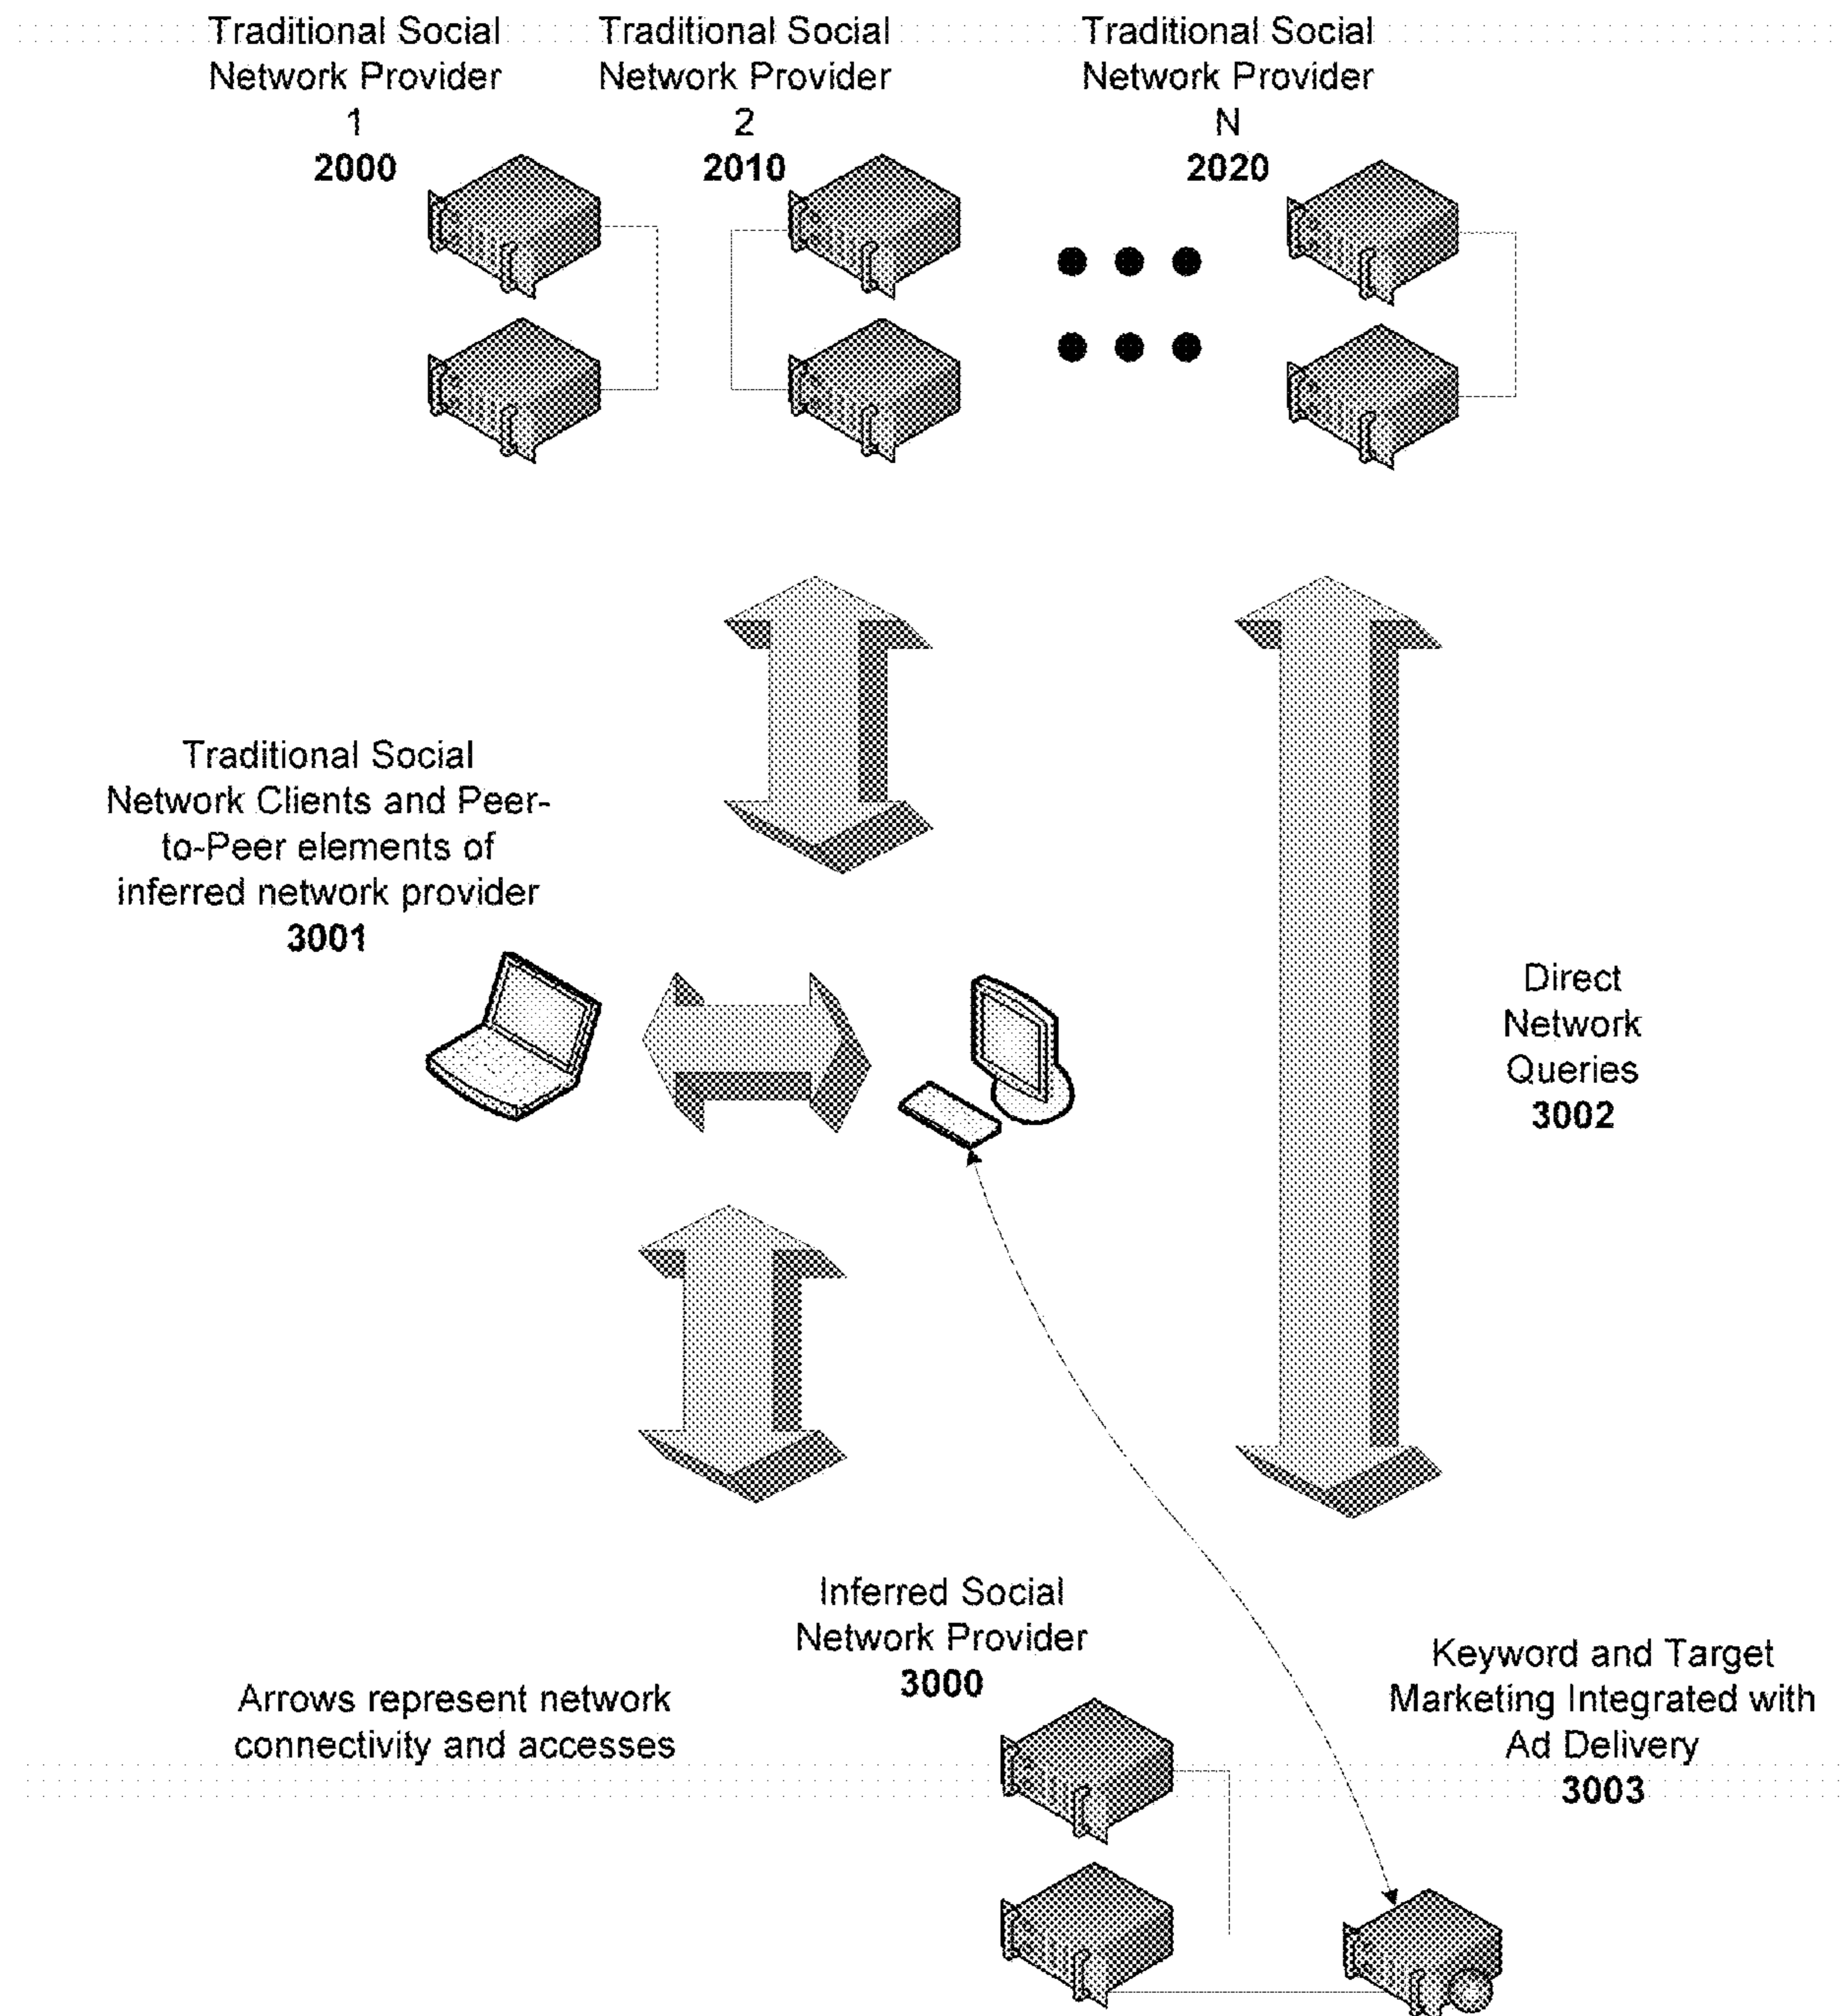 Traditional Social
Network Provider
1
2000
Traditional Social
Network Provider
2
2010
Traditional Social
Network Provider
N
2020
Traditional Social
Network Clients and Peer-
to-Peer elements of
inferred network provider
3001
Direct
Network
Queries
3002
Inferred Social
Network Provider
3000
Arrows represent network
connectivity and accesses
Keyword and Target
Marketing Integrated with
Ad Delivery
3003